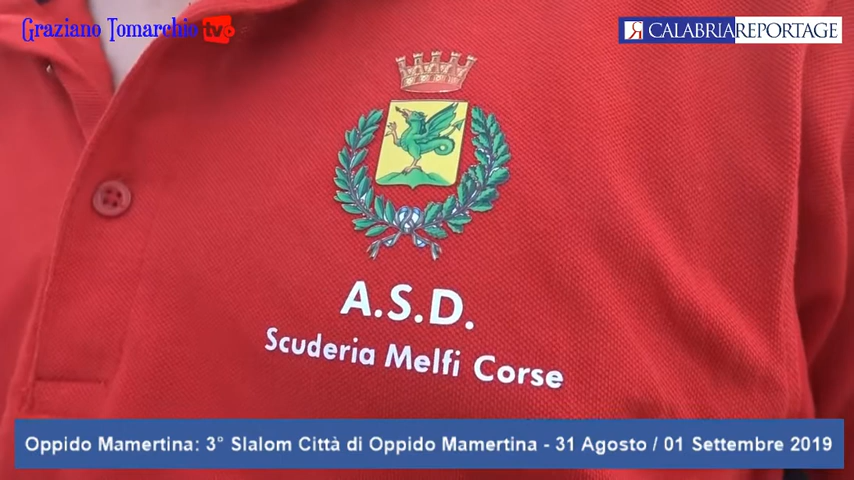 Graziano Tomarchio tvo
CALABRIAREPORTAGE
A.S.D.
Scuderia Melfi Corse
Oppido Mamertina: 3° Slalom Città di Oppido Mamertina - 31 Agosto / 01 Settembre 2019